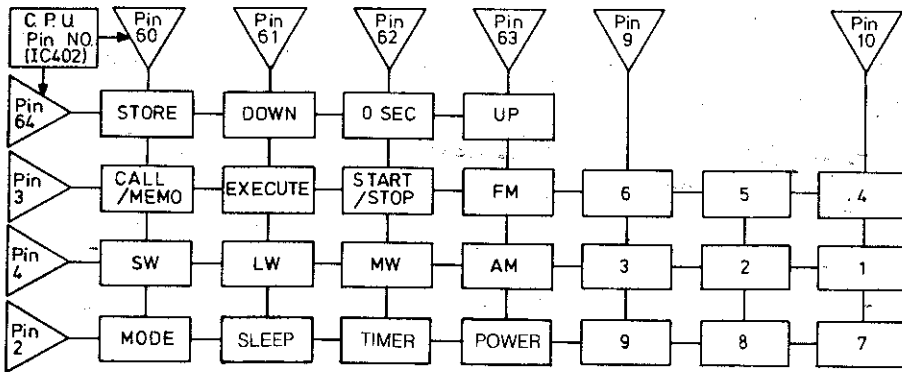 C. P. U.
Pin NO.
(IC402)
Pin
60
Pin
61
Pin
62
Pin
63
Pin
9
Pin
10
Pin
64
STORE
DOWN
0 SEC
UP
Pin
3
CALL
/MEMO
EXECUTE
START
/STOP
FM
6
5
4
Pin
4
SW
LW
MW
AM
3
2
1
Pin
2
MODE
SLEEP
TIMER
POWER
9
8
7